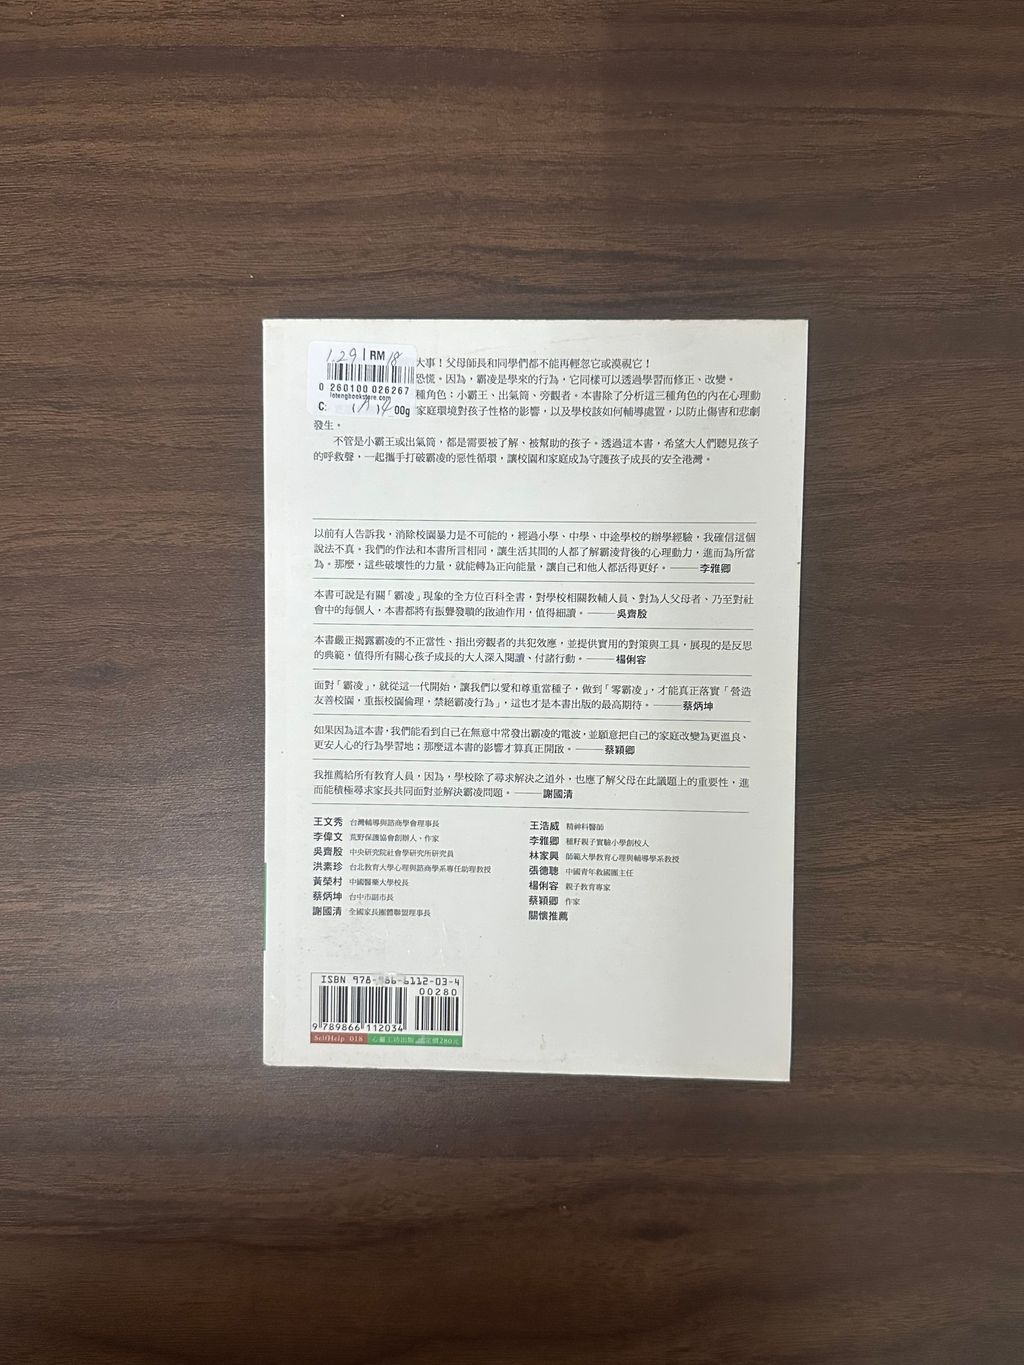 RM 18
0 260100 026267
C:
00g
大事！父母師長和同學們都不能再輕忽它或漠視它！
恐慌。因為，霸凌是學來的行為，它同樣可以透過學習而修正、改變。
種角色：小霸王、出氣筒、旁觀者。本書除了分析這三種角色的內在心理動
家庭環境對孩子性格的影響，以及學校該如何輔導處置，以防止傷害和悲劇
發生。
不管是小霸王或出氣筒，都是需要被了解、被幫助的孩子。透過這本書，希望大人們聽見孩子
的呼救聲，一起攜手打破霸凌的惡性循環，讓校園和家庭成為守護孩子成長的安全港灣。
以前有人告訴我，消除校園暴力是不可能的，經過小學、中學、中途學校的辦學經驗，我確信這個
說法不真。我們的作法和本書所言相同，讓生活其間的人都了解霸凌背後的心理動力，進而為所當
為。那麼，這些破壞性的力量，就能轉為正向能量，讓自己和他人都活得更好。——李雅卿
本書可說是有關「霸凌」現象的全方位百科全書，對學校相關教輔人員、對為人父母者、乃至對社
會中的每個人，本書都將有振聾發聵的啟迪作用，值得細讀。——吳齊殷
本書嚴正揭露霸凌的不正當性、指出旁觀者的共犯效應，並提供實用的對策與工具，展現的是反思
的典範，值得所有關心孩子成長的大人深入閱讀、付諸行動。——楊俐容
面對「霸凌」，就從這一代開始，讓我們以愛和尊重當種子，做到「零霸凌」，才能真正落實「營造
友善校園，重振校園倫理，禁絕霸凌行為」，這也才是本書出版的最高期待。——蔡炳坤
如果因為這本書，我們能看到自己在無意中常發出霸凌的電波，並願意把自己的家庭改變為更溫良、
更安人心的行為學習地；那麼這本書的影響才算真正開啟。——蔡穎卿
我推薦給所有教育人員，因為，學校除了尋求解決之道外，也應了解父母在此議題上的重要性，進
而能積極尋求家長共同面對並解決霸凌問題。——謝國清
王文秀 台灣輔導與諮商學會理事長
李偉文 荒野保護協會創辦人、作家
吳齊殷 中央研究院社會學研究所研究員
洪素珍 台北教育大學心理與諮商學系專任助理教授
黃榮村 中國醫藥大學校長
蔡炳坤 台中市副市長
謝國清 全國家長團體聯盟理事長
王浩威 精神科醫師
李雅卿 種籽親子實驗小學創校人
林家興 師範大學教育心理與輔導學系教授
張德聰 中國青年救國團主任
楊俐容 親子教育專家
蔡穎卿 作家
關懷推薦
ISBN 978-986-6112-03-4
00280
9 789866 112034
SelfHelp 018 心靈工坊出版 定價280元